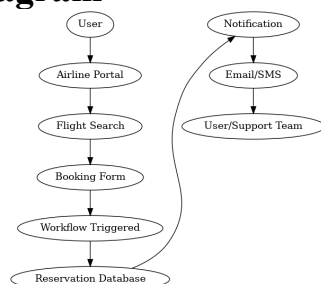 User
Airline Portal
Flight Search
Booking Form
Workflow Triggered
Reservation Database
Notification
Email/SMS
User/Support Team